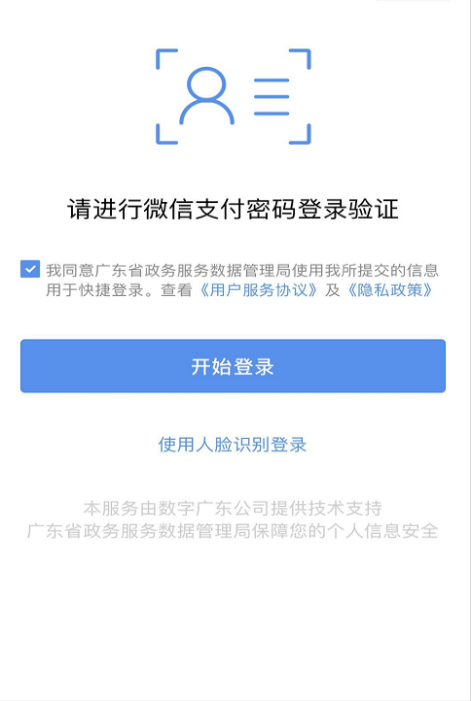 请进行微信支付密码登录验证
我同意广东省政务服务数据管理局使用我所提交的信息
用于快捷登录。查看《用户服务协议》及《隐私政策》
开始登录
使用人脸识别登录
本服务由数字广东公司提供技术支持
广东省政务服务数据管理局保障您的个人信息安全